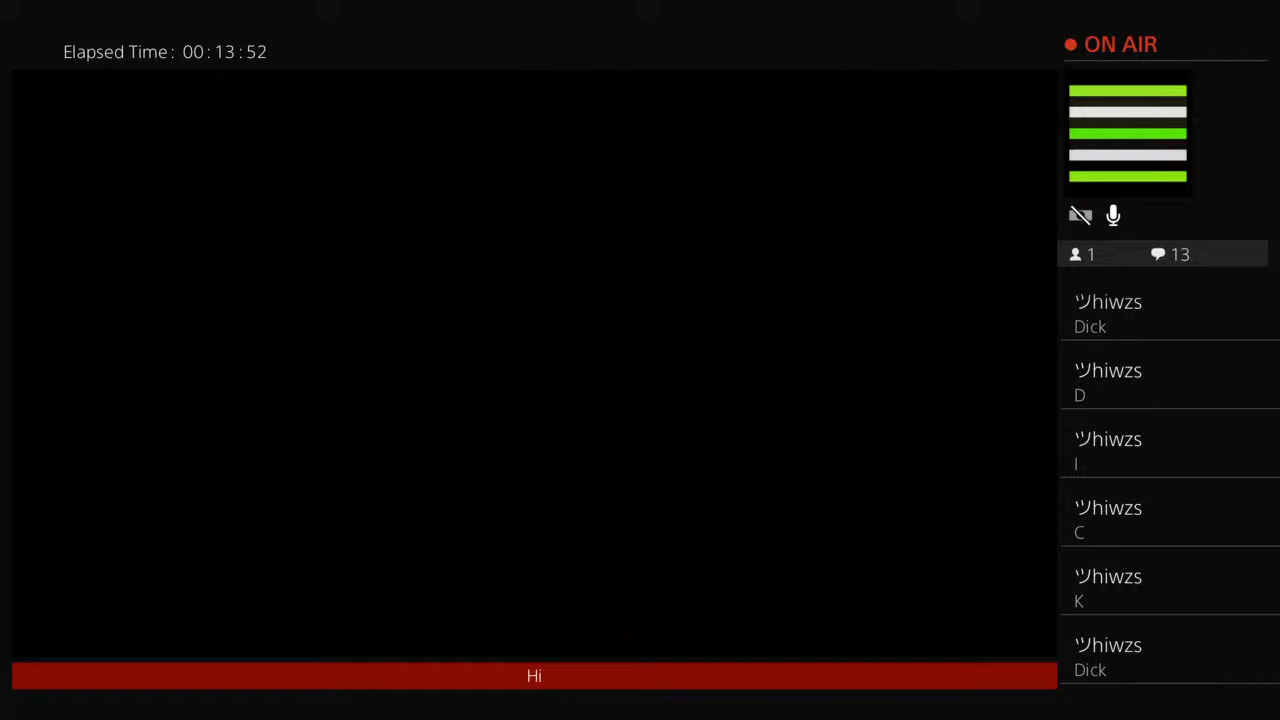 Elapsed Time: 00:13:52
ON AIR
1 13
ツhiwzs
Dick
ツhiwzs
D
ツhiwzs
I
ツhiwzs
C
ツhiwzs
K
ツhiwzs
Dick
Hi